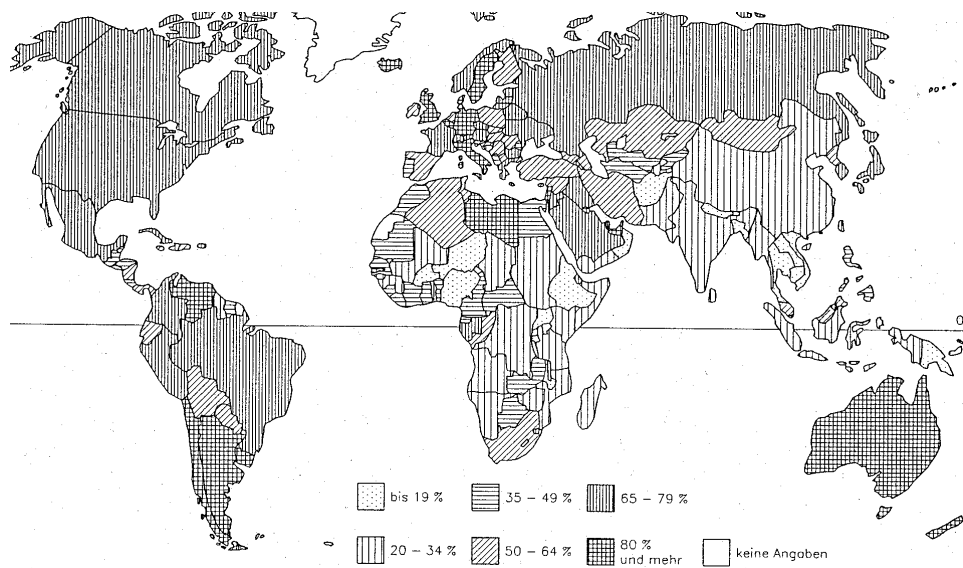 0
bis 19 %
35 – 49 %
65 – 79 %
20 – 34 %
50 – 64 %
80 %
und mehr
keine Angaben